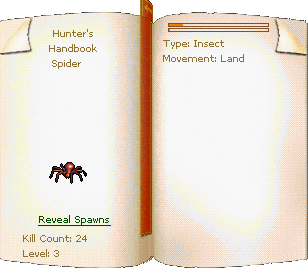 Hunter's
Handbook
Spider
Reveal Spawns
Kill Count: 24
Level: 3
Type: Insect
Movement: Land